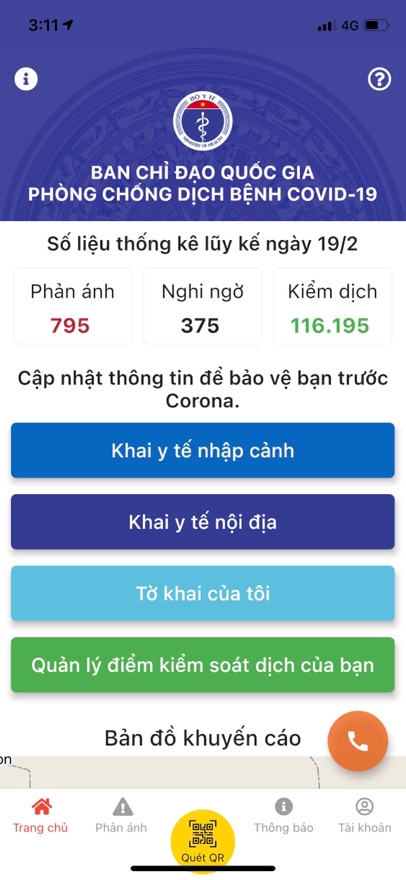 3:11
4G
BỘ Y TẾ
MINISTRY OF HEALTH
BAN CHỈ ĐẠO QUỐC GIA
PHÒNG CHỐNG DỊCH BỆNH COVID-19
Số liệu thống kê lũy kế ngày 19/2
Phản ánh
Nghi ngờ
Kiểm dịch
795
375
116.195
Cập nhật thông tin để bảo vệ bạn trước
Corona.
Khai y tế nhập cảnh
Khai y tế nội địa
Tờ khai của tôi
Quản lý điểm kiểm soát dịch của bạn
Bản đồ khuyến cáo
on
Trang chủ
Phản ánh
Quét QR
Thông báo
Tài khoản